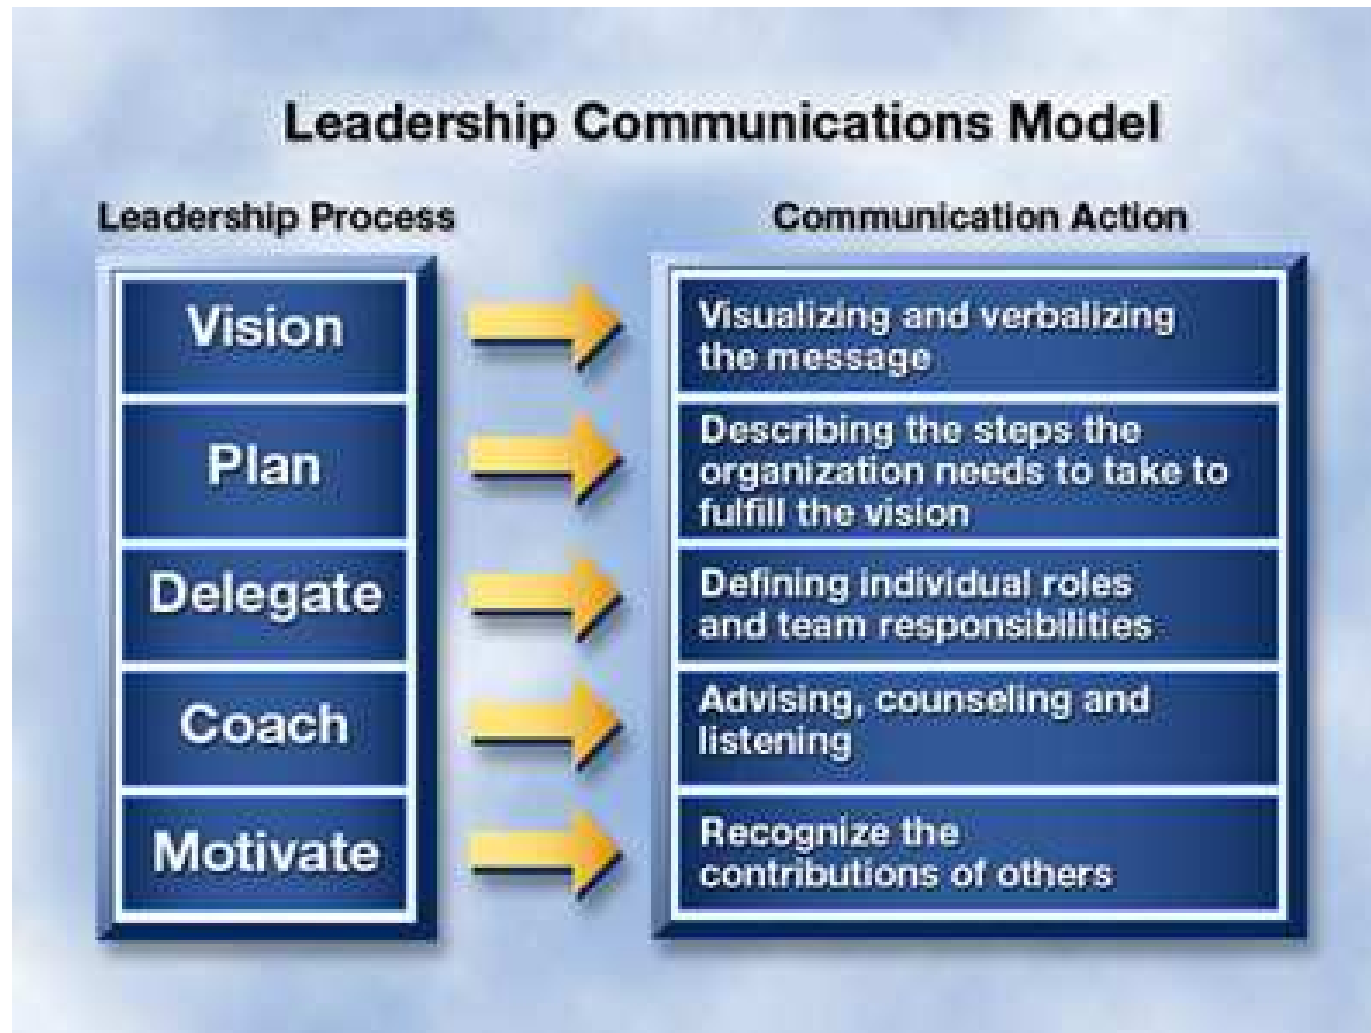 Leadership Communications Model
Leadership Process
Communication Action
Vision
Visualizing and verbalizing
the message
Plan
Describing the steps the
organization needs to take to
fulfill the vision
Delegate
Defining individual roles
and team responsibilities
Coach
Advising, counseling and
listening
Motivate
Recognize the
contributions of others